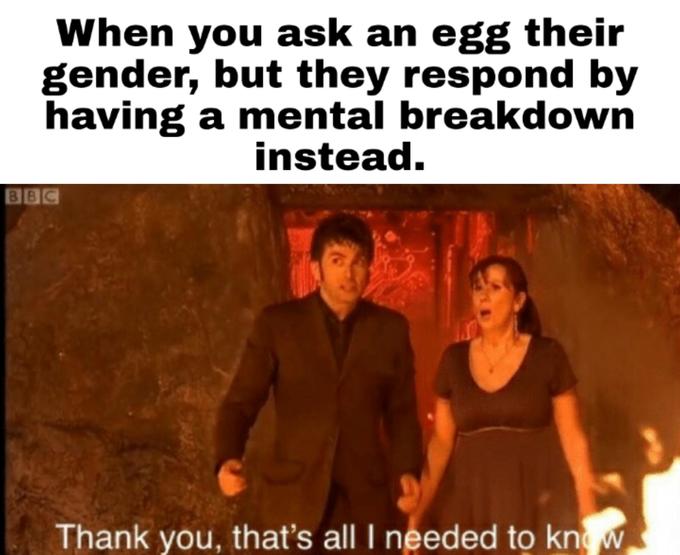 When you ask an egg their
gender, but they respond by
having a mental breakdown
instead.
BBC
Thank you, that's all I needed to know